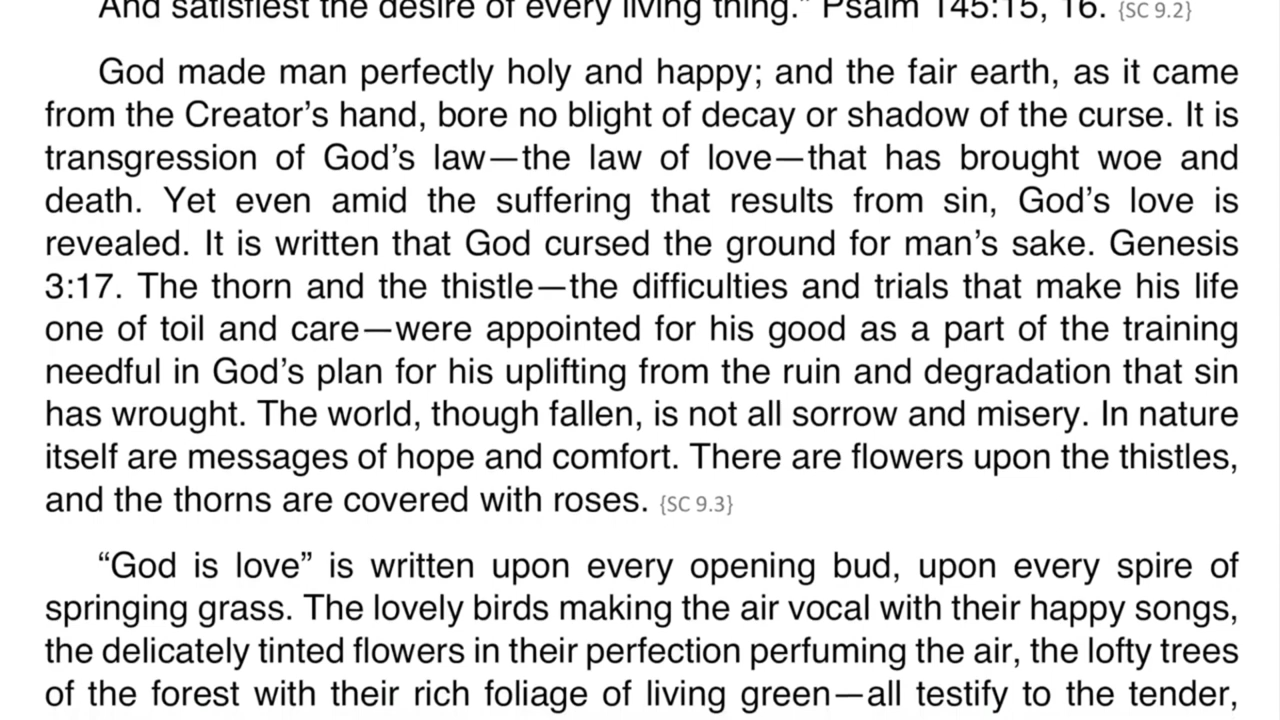 And satisfiest the desire of every living thing.” Psalm 145:15, 16. {SC 9.2}
God made man perfectly holy and happy; and the fair earth, as it came
from the Creator’s hand, bore no blight of decay or shadow of the curse. It is
transgression of God’s law—the law of love—that has brought woe and
death. Yet even amid the suffering that results from sin, God’s love is
revealed. It is written that God cursed the ground for man’s sake. Genesis
3:17. The thorn and the thistle—the difficulties and trials that make his life
one of toil and care—were appointed for his good as a part of the training
needful in God’s plan for his uplifting from the ruin and degradation that sin
has wrought. The world, though fallen, is not all sorrow and misery. In nature
itself are messages of hope and comfort. There are flowers upon the thistles,
and the thorns are covered with roses. {SC 9.3}
“God is love” is written upon every opening bud, upon every spire of
springing grass. The lovely birds making the air vocal with their happy songs,
the delicately tinted flowers in their perfection perfuming the air, the lofty trees
of the forest with their rich foliage of living green—all testify to the tender,